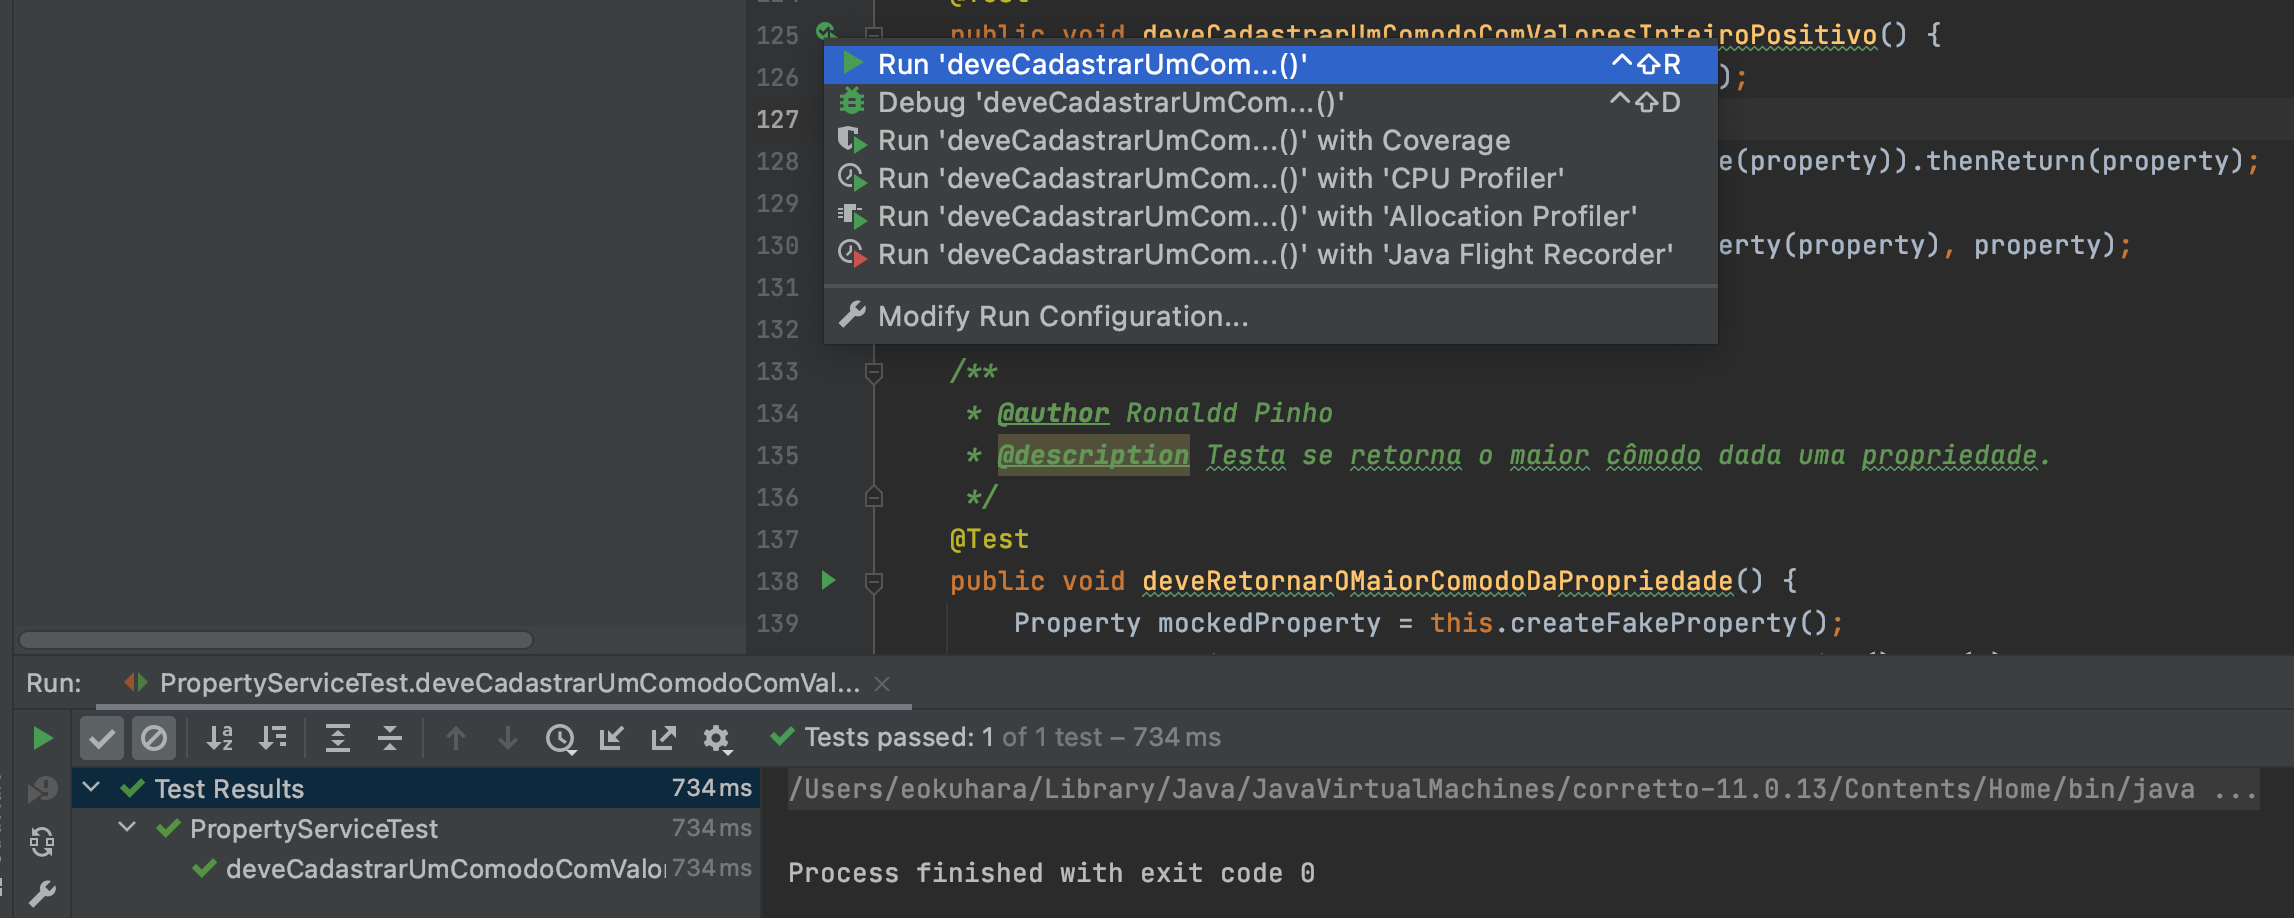 @Test
125 public void deveCadastrarUmComodoComValoresInteiroPositivo() {
Run 'deveCadastrarUmCom...()' ^⇧R
126 );
Debug 'deveCadastrarUmCom...()' ^⇧D
127
Run 'deveCadastrarUmCom...()' with Coverage
128 e(property)).thenReturn(property);
Run 'deveCadastrarUmCom...()' with 'CPU Profiler'
129
Run 'deveCadastrarUmCom...()' with 'Allocation Profiler'
130 erty(property), property);
Run 'deveCadastrarUmCom...()' with 'Java Flight Recorder'
131
Modify Run Configuration...
132
133 /**
134 * @author Ronaldd Pinho
135 * @description Testa se retorna o maior cômodo dada uma propriedade.
136 */
137 @Test
138 public void deveRetornarOMaiorComodoDaPropriedade() {
139 Property mockedProperty = this.createFakeProperty();
Run: PropertyServiceTest.deveCadastrarUmComodoComVal...
Tests passed: 1 of 1 test – 734 ms
Test Results 734 ms
/Users/eokuhara/Library/Java/JavaVirtualMachines/corretto-11.0.13/Contents/Home/bin/java ...
PropertyServiceTest 734 ms
deveCadastrarUmComodoComValo 734 ms
Process finished with exit code 0